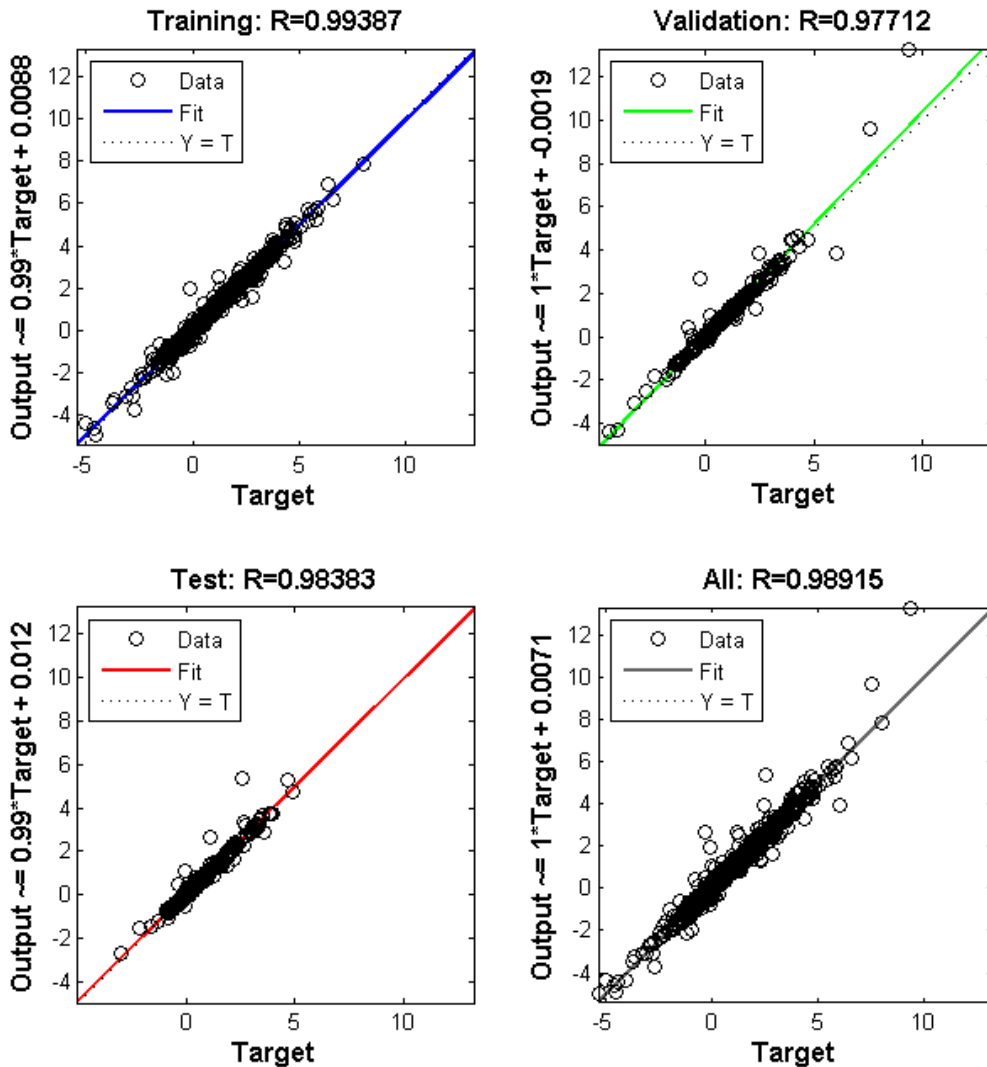 Training: R=0.99387
Output ~= 0.99*Target + 0.0088
12
10
8
6
4
2
0
-2
-4
Data
Fit
Y = T
-5
0
5
10
Target
Validation: R=0.97712
Output ~= 1*Target + -0.0019
12
10
8
6
4
2
0
-2
-4
Data
Fit
Y = T
0
5
10
Target
Test: R=0.98383
Output ~= 0.99*Target + 0.012
12
10
8
6
4
2
0
-2
-4
Data
Fit
Y = T
0
5
10
Target
All: R=0.98915
Output ~= 1*Target + 0.0071
12
10
8
6
4
2
0
-2
-4
Data
Fit
Y = T
-5
0
5
10
Target